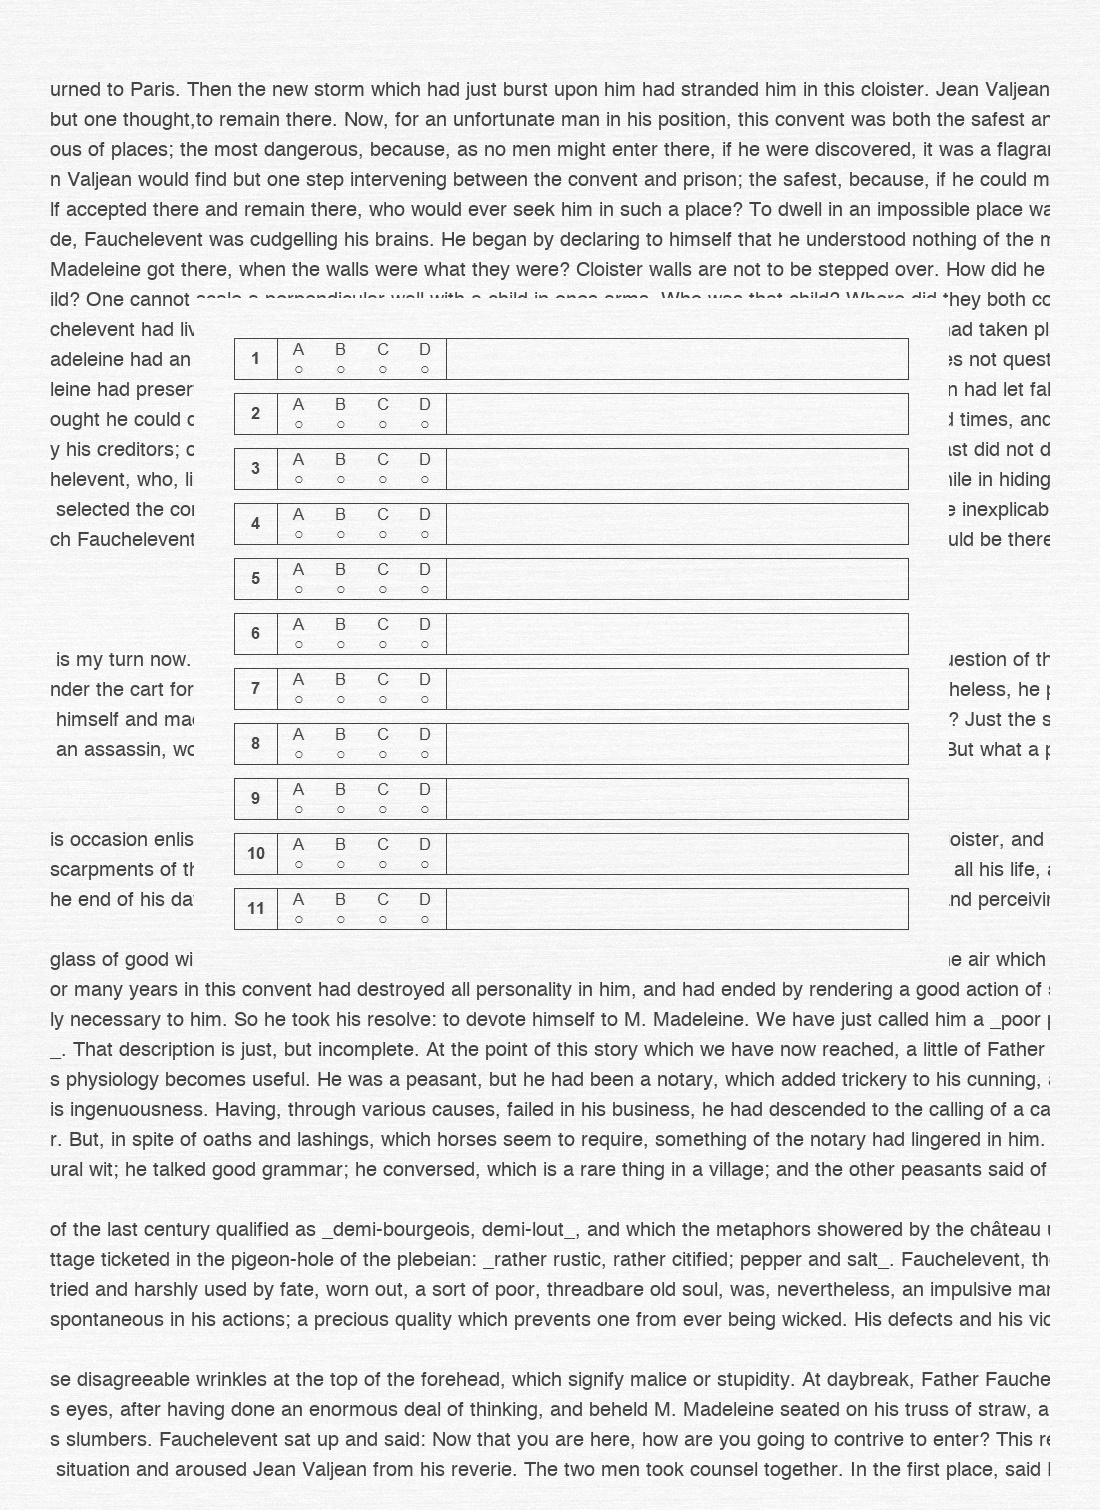 urned to Paris. Then the new storm which had just burst upon him had stranded him in this cloister. Jean Valjean
but one thought,to remain there. Now, for an unfortunate man in his position, this convent was both the safest an
ous of places; the most dangerous, because, as no men might enter there, if he were discovered, it was a flagran
n Valjean would find but one step intervening between the convent and prison; the safest, because, if he could m
lf accepted there and remain there, who would ever seek him in such a place? To dwell in an impossible place wa
de, Fauchelevent was cudgelling his brains. He began by declaring to himself that he understood nothing of the m
Madeleine got there, when the walls were what they were? Cloister walls are not to be stepped over. How did he
ild? One cannot scale a perpendicular wall with a child in ones arms. Who was that child? Where did they both co
chelevent had liv ad taken pl
adeleine had an es not quest
leine had preser n had let fal
ought he could c d times, and
y his creditors; c ast did not d
helevent, who, li ile in hiding
selected the con e inexplicab
ch Fauchelevent uld be there
is my turn now. uestion of th
nder the cart for heless, he p
himself and mad ? Just the s
an assassin, wo But what a p
is occasion enlis oister, and
scarpments of th all his life, a
he end of his da nd perceivin
glass of good wi e air which
1 A B C D
2 A B C D
3 A B C D
4 A B C D
5 A B C D
6 A B C D
7 A B C D
8 A B C D
9 A B C D
10 A B C D
11 A B C D
or many years in this convent had destroyed all personality in him, and had ended by rendering a good action of
ly necessary to him. So he took his resolve: to devote himself to M. Madeleine. We have just called him a _poor p
_. That description is just, but incomplete. At the point of this story which we have now reached, a little of Father
s physiology becomes useful. He was a peasant, but he had been a notary, which added trickery to his cunning, a
is ingenuousness. Having, through various causes, failed in his business, he had descended to the calling of a ca
r. But, in spite of oaths and lashings, which horses seem to require, something of the notary had lingered in him.
ural wit; he talked good grammar; he conversed, which is a rare thing in a village; and the other peasants said of
of the last century qualified as _demi-bourgeois, demi-lout_, and which the metaphors showered by the château u
ttage ticketed in the pigeon-hole of the plebeian: _rather rustic, rather citified; pepper and salt_. Fauchelevent, tho
tried and harshly used by fate, worn out, a sort of poor, threadbare old soul, was, nevertheless, an impulsive man
spontaneous in his actions; a precious quality which prevents one from ever being wicked. His defects and his vic
se disagreeable wrinkles at the top of the forehead, which signify malice or stupidity. At daybreak, Father Fauche
s eyes, after having done an enormous deal of thinking, and beheld M. Madeleine seated on his truss of straw, a
s slumbers. Fauchelevent sat up and said: Now that you are here, how are you going to contrive to enter? This re
situation and aroused Jean Valjean from his reverie. The two men took counsel together. In the first place, said